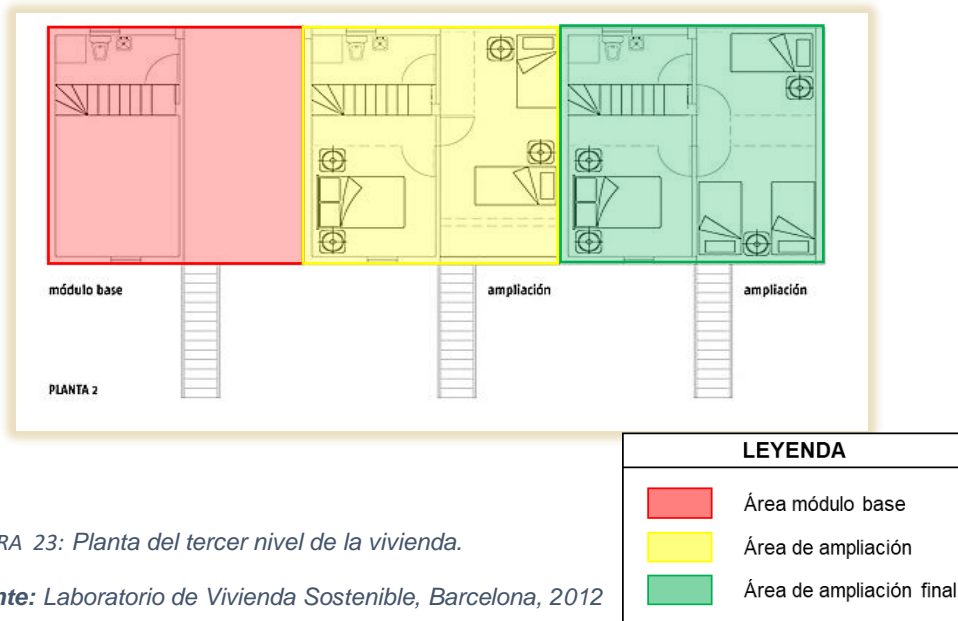 módulo base
ampliación
ampliación
PLANTA 2
LEYENDA
Área módulo base
Área de ampliación
Área de ampliación final
RA 23: Planta del tercer nivel de la vivienda.
nte: Laboratorio de Vivienda Sostenible, Barcelona, 2012